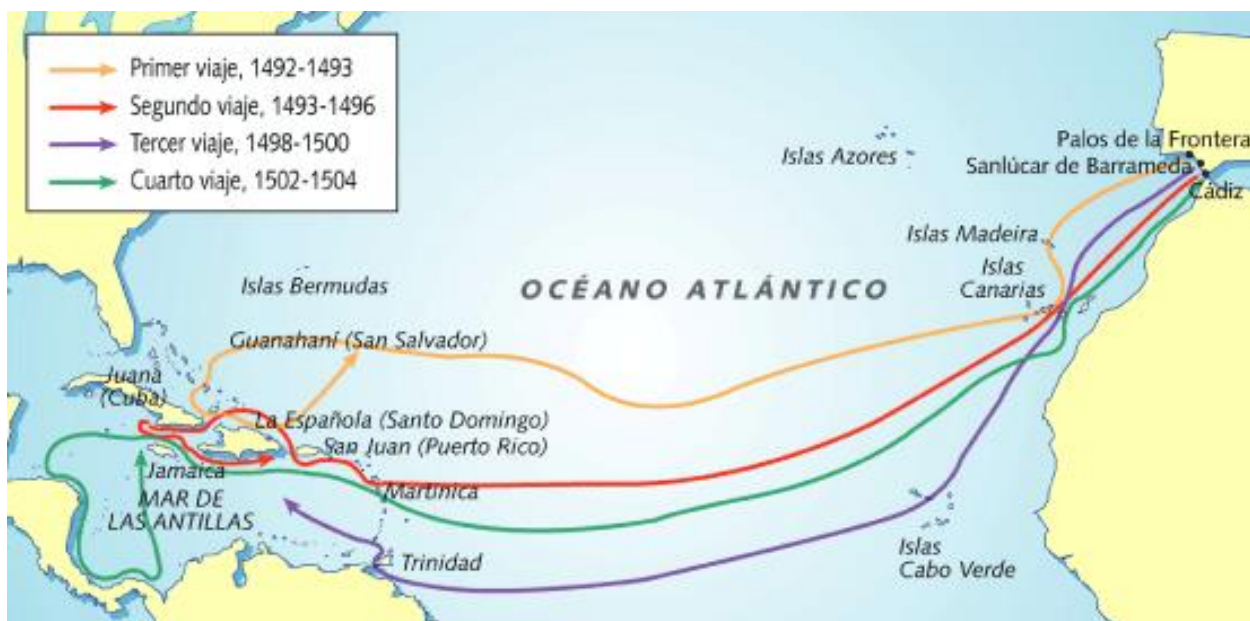 Primer viaje, 1492-1493
Segundo viaje, 1493-1496
Tercer viaje, 1498-1500
Cuarto viaje, 1502-1504
Palos de la Frontera
Islas Azores
Sanlúcar de Barrameda
Cádiz
Islas Madeira
Islas
Canarias
Islas Bermudas
OCÉANO ATLÁNTICO
Guanahaní (San Salvador)
Juana
(Cuba)
La Española (Santo Domingo)
San Juan (Puerto Rico)
Jamaica
Martinica
MAR DE
LAS ANTILLAS
Trinidad
Islas
Cabo Verde